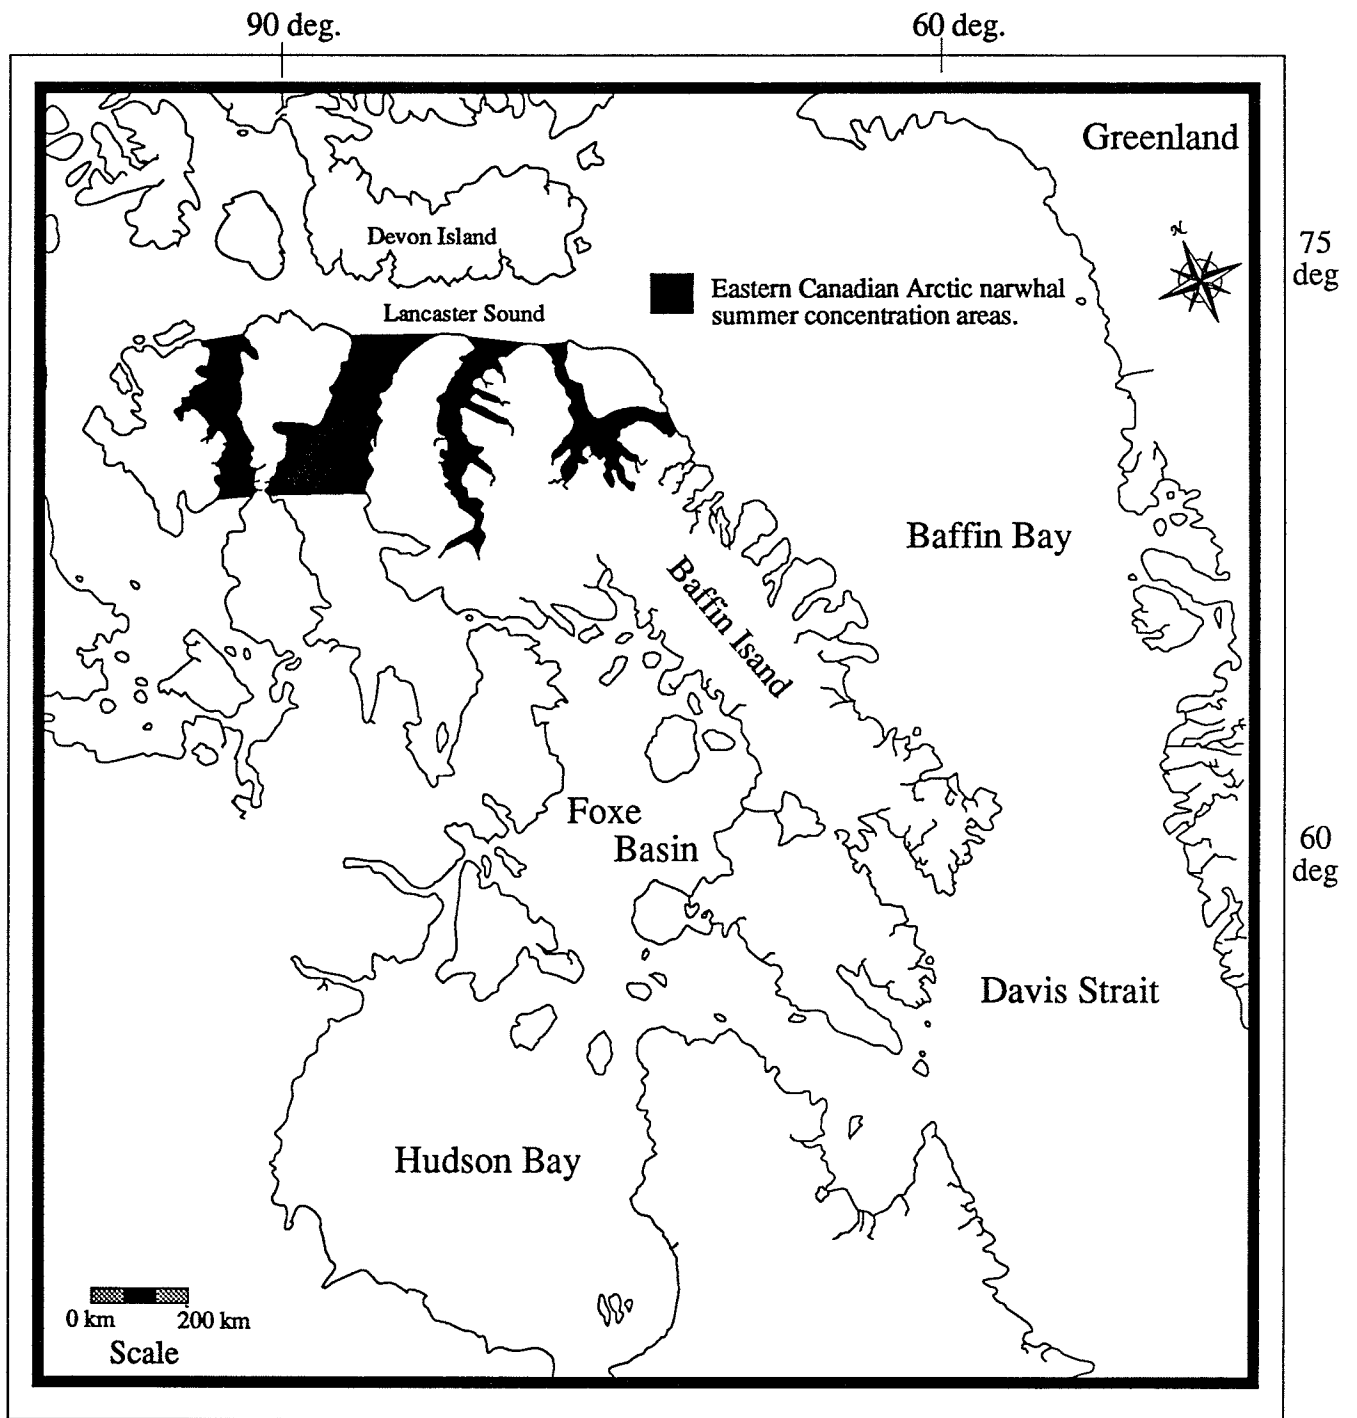 90 deg.
60 deg.
Greenland
75
deg
N
Devon Island
Eastern Canadian Arctic narwhal
summer concentration areas.
Lancaster Sound
Baffin Bay
Baffin Isand
Foxe
Basin
60
deg
Davis Strait
Hudson Bay
0 km
200 km
Scale